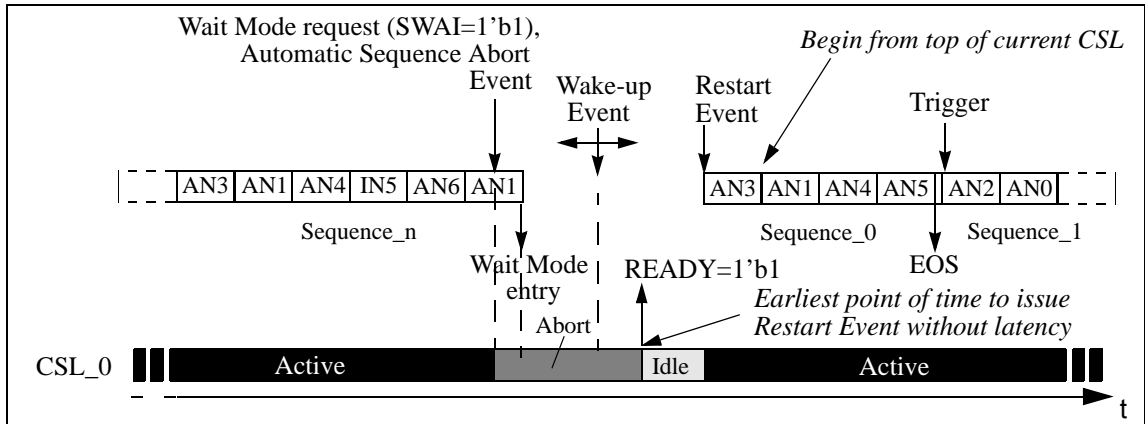 Wait Mode request (SWAI=1’b1),
Automatic Sequence Abort
Event
Wake-up
Event
Restart
Event
Begin from top of current CSL
Trigger
AN3 AN1 AN4 IN5 AN6 AN1
AN3 AN1 AN4 AN5 AN2 AN0
Sequence_n
Sequence_0
Sequence_1
Wait Mode
entry
READY=1’b1
EOS
Earliest point of time to issue
Restart Event without latency
Abort
CSL_0
Active
Idle
Active
t